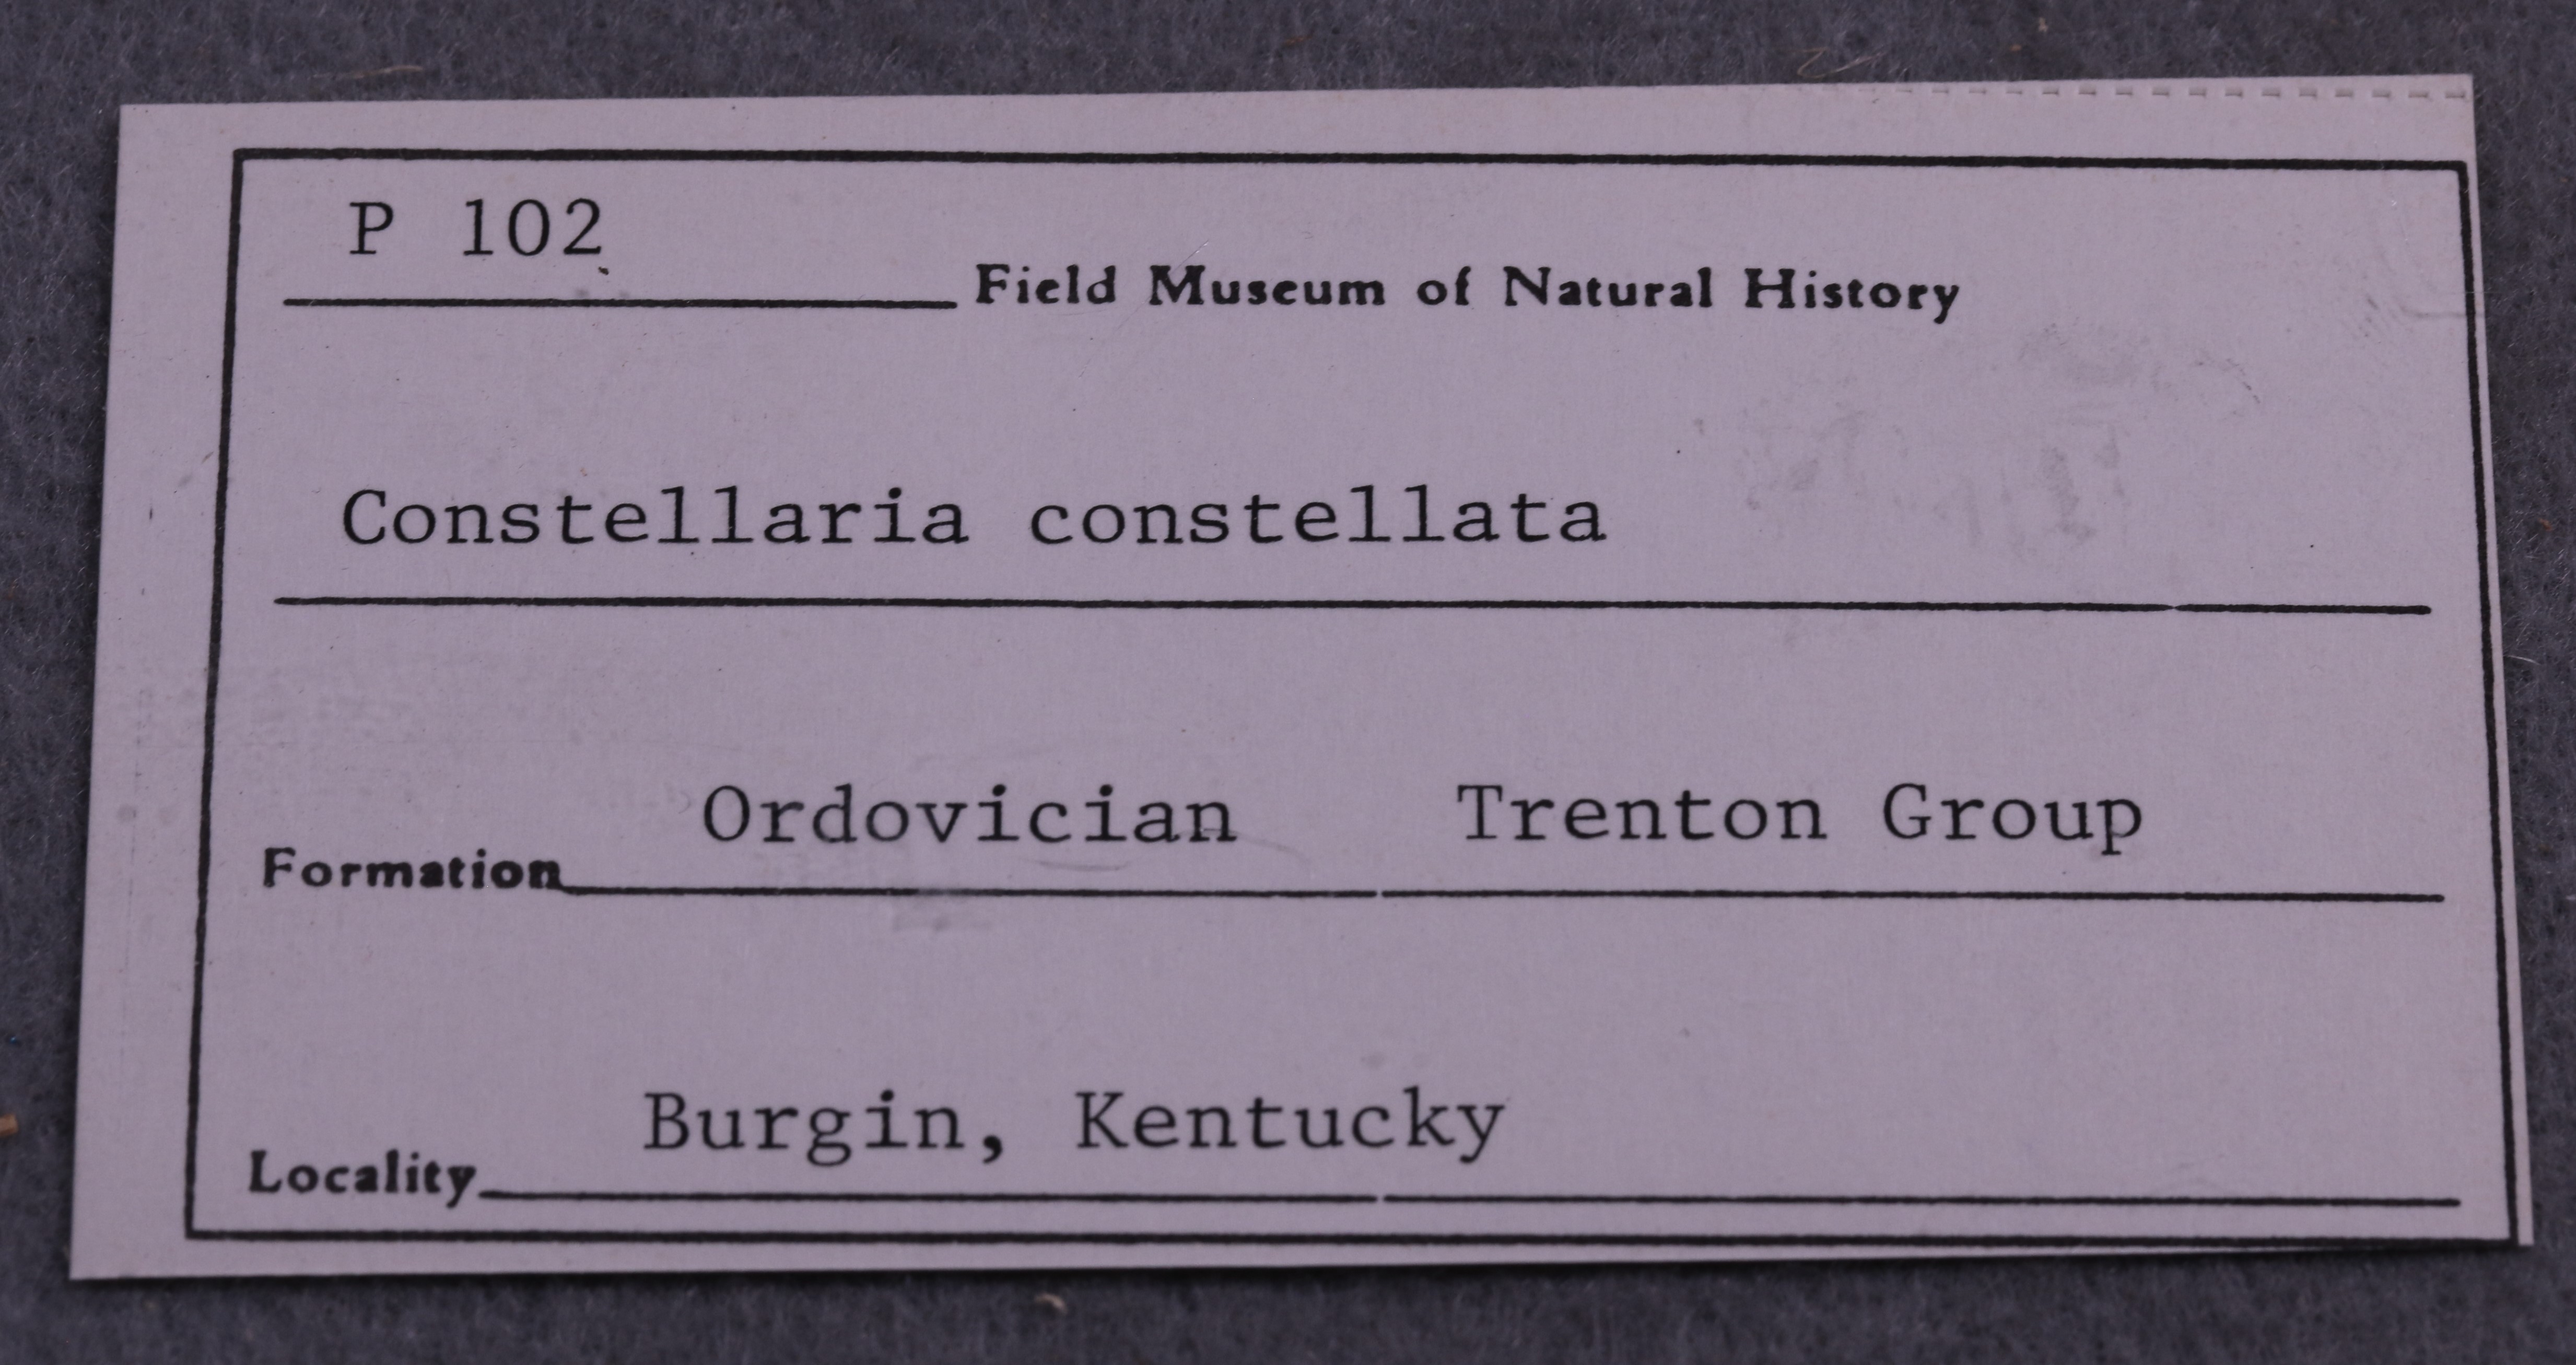 P 102
Field Museum of Natural History
Constellaria constellata
Formation Ordovician Trenton Group
Locality Burgin, Kentucky